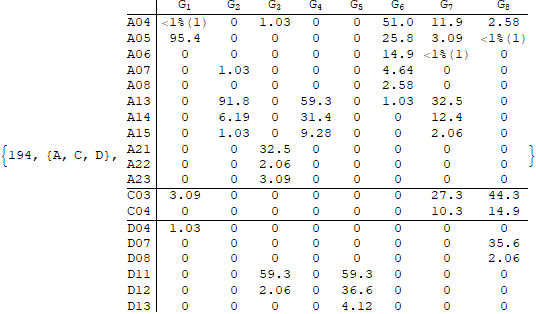 G₁ G₂ G₃ G₄ G₅ G₆ G₇ G₈
A04 <1%(1) 0 1.03 0 0 51.0 11.9 2.58
A05 95.4 0 0 0 0 25.8 3.09 <1%(1)
A06 0 0 0 0 0 14.9 <1%(1) 0
A07 0 1.03 0 0 0 4.64 0 0
A08 0 0 0 0 0 2.58 0 0
A13 0 91.8 0 59.3 0 1.03 32.5 0
A14 0 6.19 0 31.4 0 0 12.4 0
A15 0 1.03 0 9.28 0 0 2.06 0
{194, {A, C, D}, A21 0 0 32.5 0 0 0 0 0 }
A22 0 0 2.06 0 0 0 0 0
A23 0 0 3.09 0 0 0 0 0
C03 3.09 0 0 0 0 0 27.3 44.3
C04 0 0 0 0 0 0 10.3 14.9
D04 1.03 0 0 0 0 0 0 0
D07 0 0 0 0 0 0 0 35.6
D08 0 0 0 0 0 0 0 2.06
D11 0 0 59.3 0 59.3 0 0 0
D12 0 0 2.06 0 36.6 0 0 0
D13 0 0 0 0 4.12 0 0 0